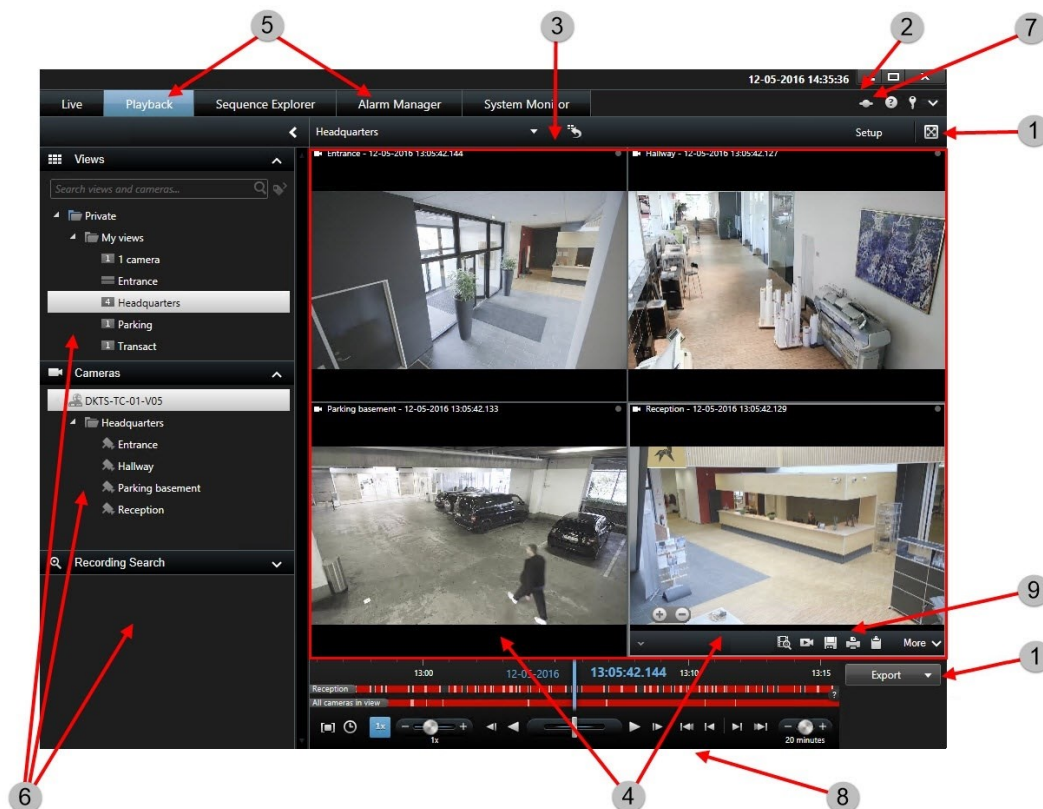 5
3
2
7
12-05-2016 14:35:36
Live
Playback
Sequence Explorer
Alarm Manager
System Monitor
Headquarters
Setup
1
Views
Search views and cameras...
Private
My views
1 1 camera
Entrance
4 Headquarters
1 Parking
1 Transact
Cameras
DKTS-TC-01-V05
Headquarters
Entrance
Hallway
Parking basement
Reception
Recording Search
Entrance - 12-05-2016 13:05:42.144
Hallway - 12-05-2016 13:05:42.127
Parking basement - 12-05-2016 13:05:42.133
Reception - 12-05-2016 13:05:42.129
9
More
13:00
12-05-2016
13:05:42.144
13:10
13:15
Export
1
Reception
?
All cameras in view
1x
1x
20 minutes
6
4
8